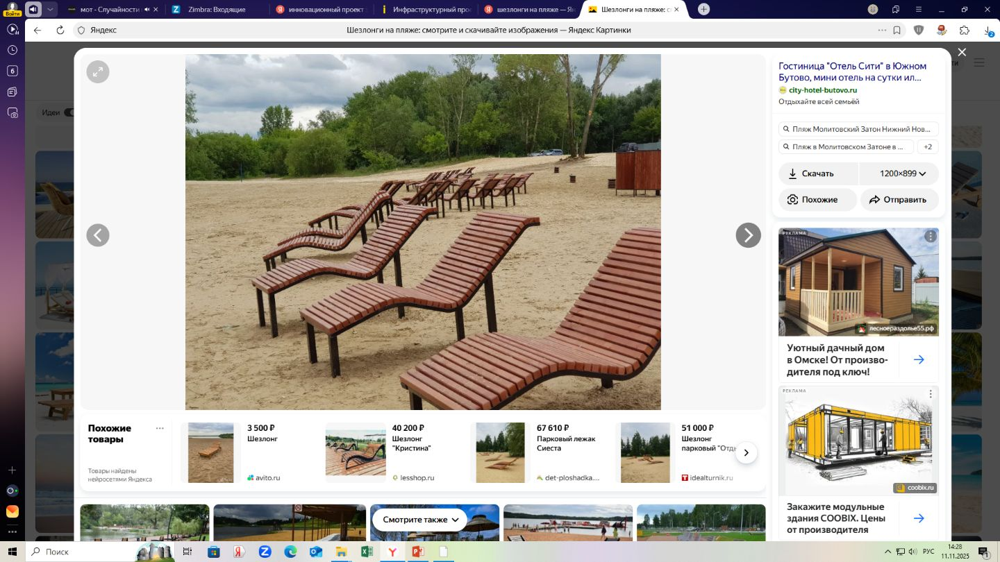 Войти
мот - Случайности
Zimbra: Входящие
инновационный проект
Инфраструктурный прое
шезлонги на пляже — Ян
Шезлонги на пляже: с
Яндекс
Шезлонги на пляже: смотрите и скачивайте изображения — Яндекс Картинки
2
6
Идеи
Гостиница "Отель Сити" в Южном
Бутово, мини отель на сутки ил...
city-hotel-butovo.ru
Отдыхайте всей семьёй
Пляж Молитовский Затон Нижний Нов...
Пляж в Молитовском Затоне в ...
+2
Скачать
1200×899
Похожие
Отправить
РЕКЛАМА
лесноераздолье55.рф
Уютный дачный дом
в Омске! От произво-
дителя под ключ!
РЕКЛАМА
coobix.ru
Закажите модульные
здания COOBIX. Цены
от производителя
Похожие
товары
Товары найдены
нейросетями Яндекса
3 500 ₽
Шезлонг
avito.ru
40 200 ₽
Шезлонг
"Кристина"
lesshop.ru
67 610 ₽
Парковый лежак
Сиеста
det-ploshadka....
51 000 ₽
Шезлонг
парковый "Отд
idealturnik.ru
Смотрите также
Поиск
РУС
14:28
11.11.2025
1